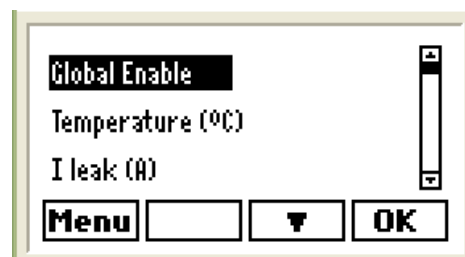 Global Enable
Temperature (ºC)
I leak (A)
Menu ▼ OK